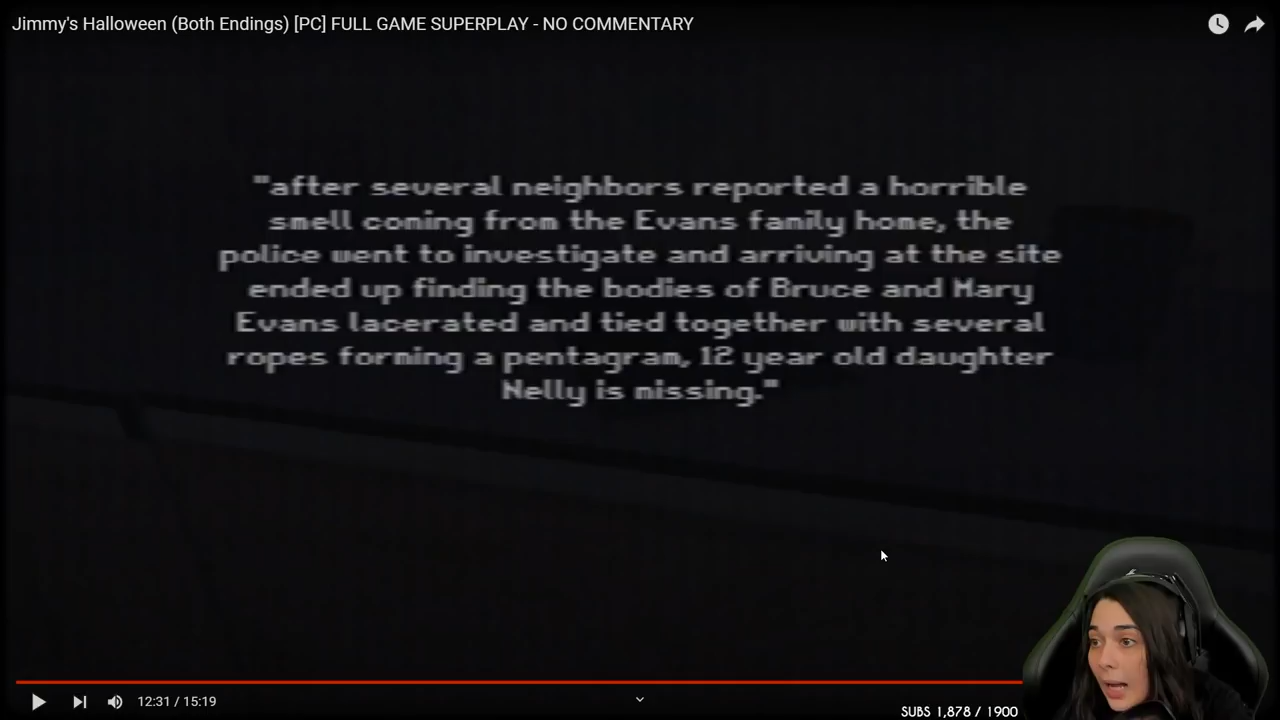 Jimmy's Halloween (Both Endings) [PC] FULL GAME SUPERPLAY - NO COMMENTARY
"after several neighbors reported a horrible
smell coming from the Evans family home, the
police went to investigate and arriving at the site
ended up finding the bodies of Bruce and Mary
Evans lacerated and tied together with several
ropes forming a pentagram, 12 year old daughter
Nelly is missing."
12:31 / 15:19
SUBS 1,878 / 1900